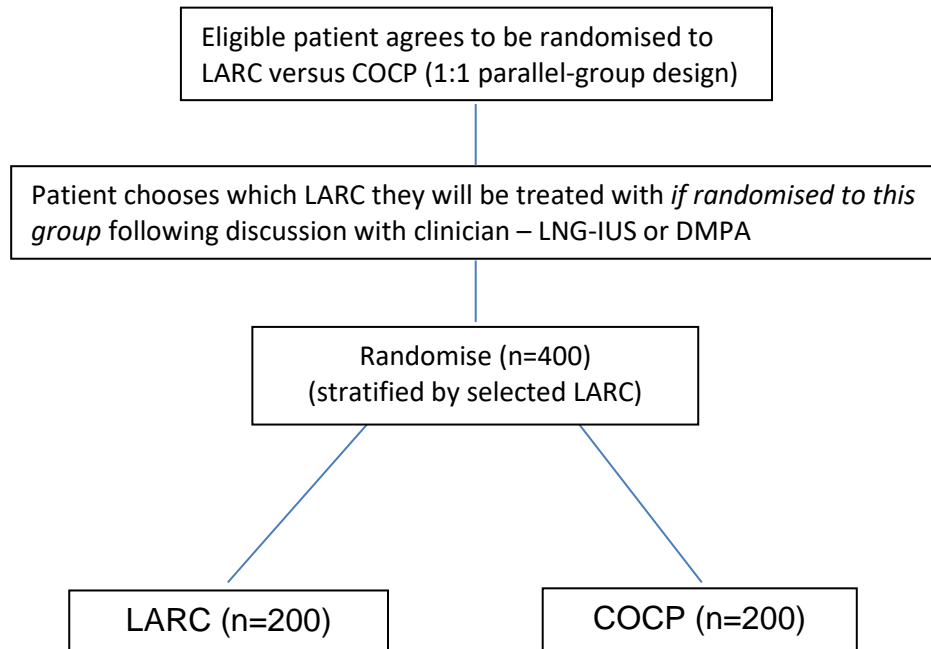 Eligible patient agrees to be randomised to
LARC versus COCP (1:1 parallel-group design)
Patient chooses which LARC they will be treated with if randomised to this
group following discussion with clinician – LNG-IUS or DMPA
Randomise (n=400)
(stratified by selected LARC)
LARC (n=200)
COCP (n=200)